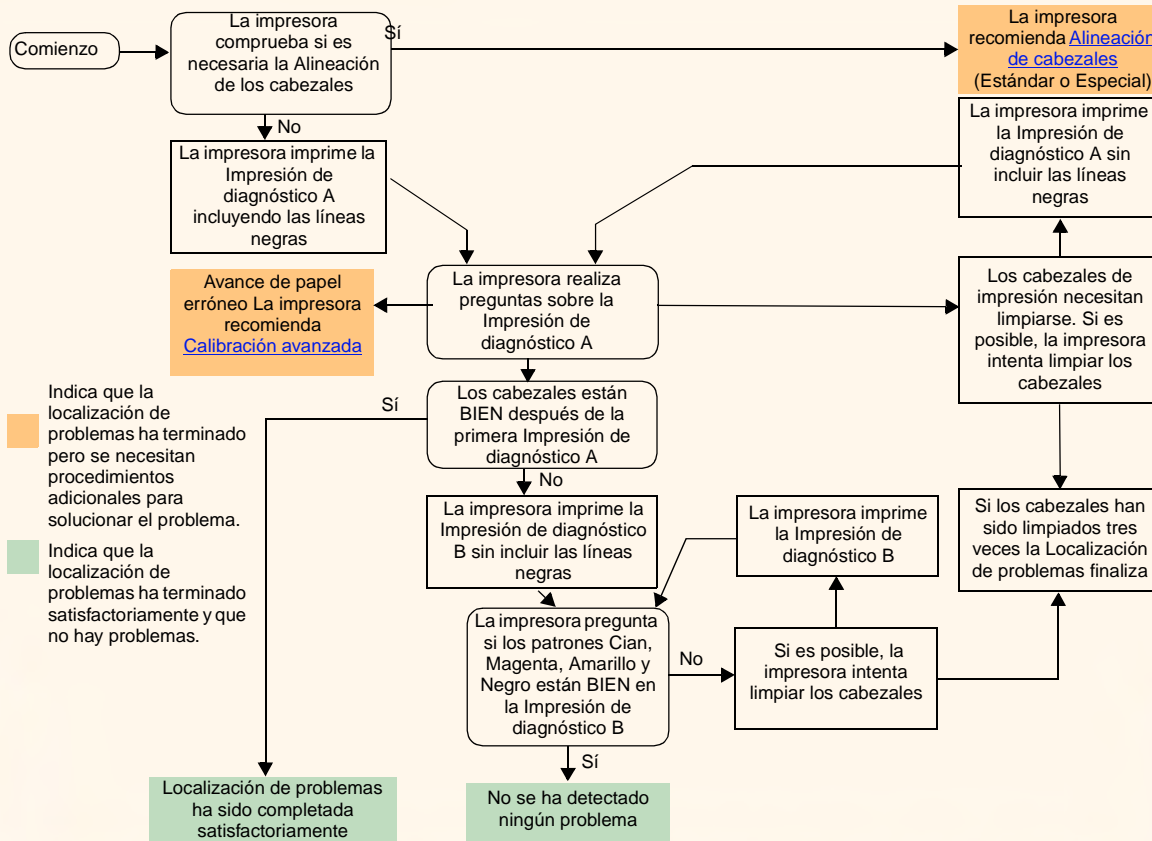 Comienzo
La impresora
comprueba si es
necesaria la Alineación
de los cabezales
Sí
La impresora
recomienda Alineación
de cabezales
(Estándar o Especial)
No
La impresora imprime la
Impresión de
diagnóstico A
incluyendo las líneas
negras
La impresora imprime
la Impresión de
diagnóstico A sin
incluir las líneas
negras
Avance de papel
erróneo La impresora
recomienda
Calibración avanzada
La impresora realiza
preguntas sobre la
Impresión de
diagnóstico A
Los cabezales de
impresión necesitan
limpiarse. Si es
posible, la impresora
intenta limpiar los
cabezales
Indica que la
localización de
problemas ha terminado
pero se necesitan
procedimientos
adicionales para
solucionar el problema.
Indica que la
localización de
problemas ha terminado
satisfactoriamente y que
no hay problemas.
Sí
Los cabezales están
BIEN después de la
primera Impresión de
diagnóstico A
No
La impresora imprime la
Impresión de diagnóstico
B sin incluir las líneas
negras
La impresora imprime
la Impresión de
diagnóstico B
Si los cabezales han
sido limpiados tres
veces la Localización
de problemas finaliza
La impresora pregunta
si los patrones Cian,
Magenta, Amarillo y
Negro están BIEN en
la Impresión de
diagnóstico B
No
Si es posible, la
impresora intenta
limpiar los cabezales
Sí
Localización de problemas
ha sido completada
satisfactoriamente
No se ha detectado
ningún problema